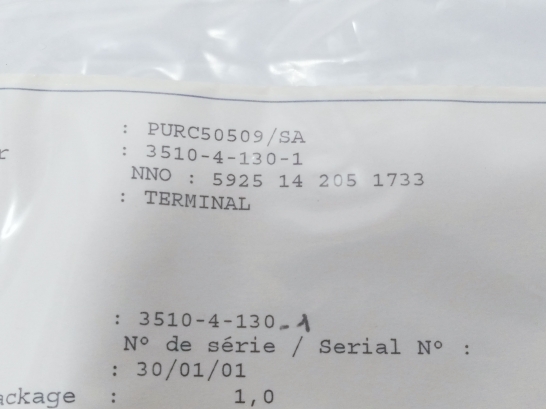 : PURC50509/SA
r : 3510-4-130-1
NNO : 5925 14 205 1733
: TERMINAL
: 3510-4-130-1
N° de série / Serial N° :
: 30/01/01
ackage : 1,0